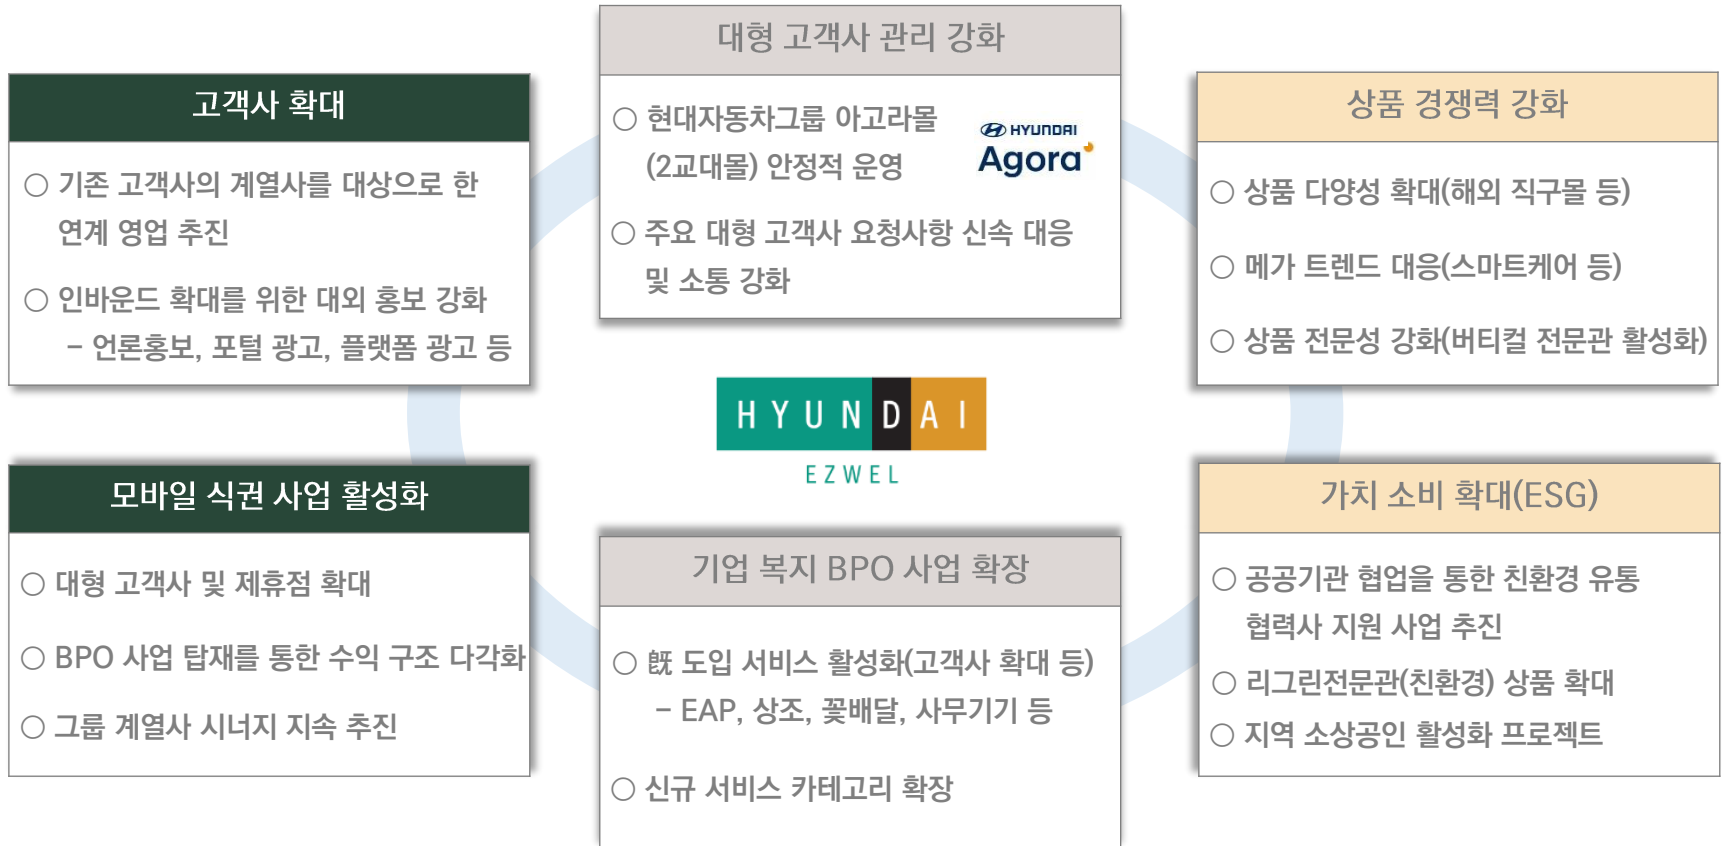 고객사 확대
○ 기존 고객사의 계열사를 대상으로 한
연계 영업 추진
○ 인바운드 확대를 위한 대외 홍보 강화
– 언론홍보, 포털 광고, 플랫폼 광고 등
대형 고객사 관리 강화
○ 현대자동차그룹 아고라몰
(2교대몰) 안정적 운영
HYUNDAI
Agora
○ 주요 대형 고객사 요청사항 신속 대응
및 소통 강화
상품 경쟁력 강화
○ 상품 다양성 확대(해외 직구몰 등)
○ 메가 트렌드 대응(스마트케어 등)
○ 상품 전문성 강화(버티컬 전문관 활성화)
HYUNDAI
EZWEL
모바일 식권 사업 활성화
○ 대형 고객사 및 제휴점 확대
○ BPO 사업 탑재를 통한 수익 구조 다각화
○ 그룹 계열사 시너지 지속 추진
기업 복지 BPO 사업 확장
○ 旣 도입 서비스 활성화(고객사 확대 등)
– EAP, 상조, 꽃배달, 사무기기 등
○ 신규 서비스 카테고리 확장
가치 소비 확대(ESG)
○ 공공기관 협업을 통한 친환경 유통
협력사 지원 사업 추진
○ 리그린전문관(친환경) 상품 확대
○ 지역 소상공인 활성화 프로젝트